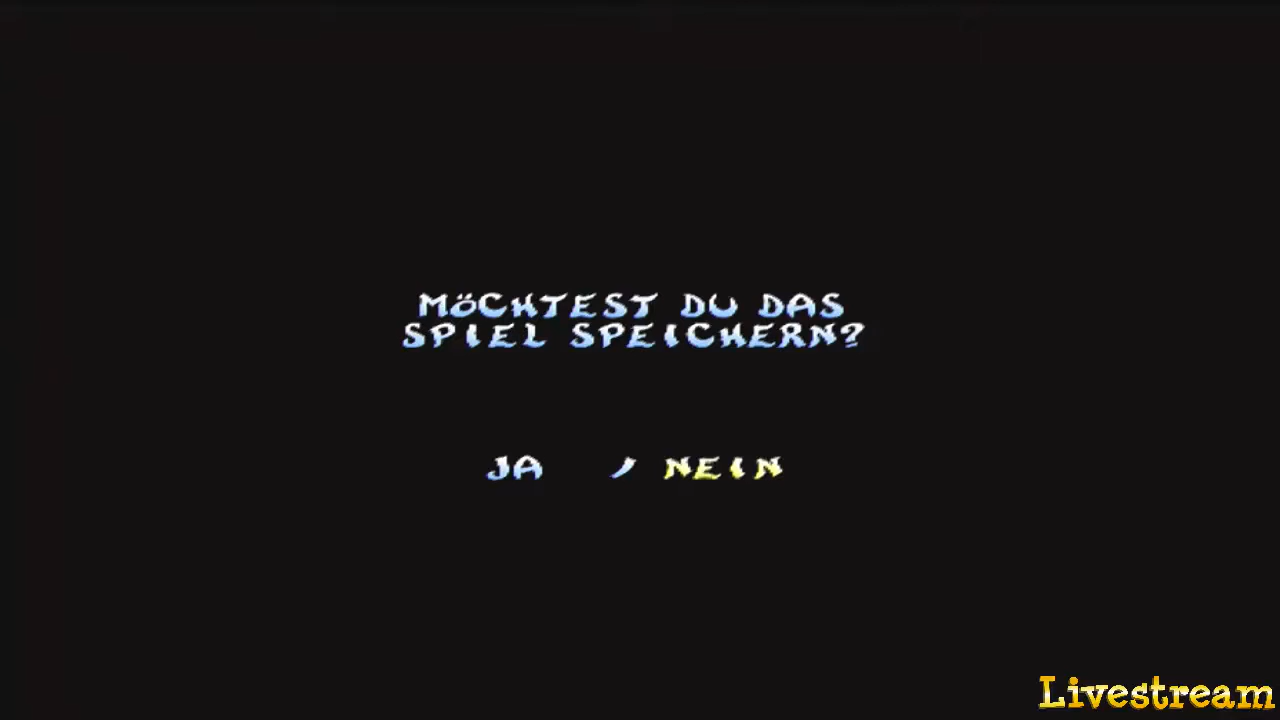 MÖCHTEST DU DAS
SPIEL SPEICHERN?
JA / NEIN
Livestream